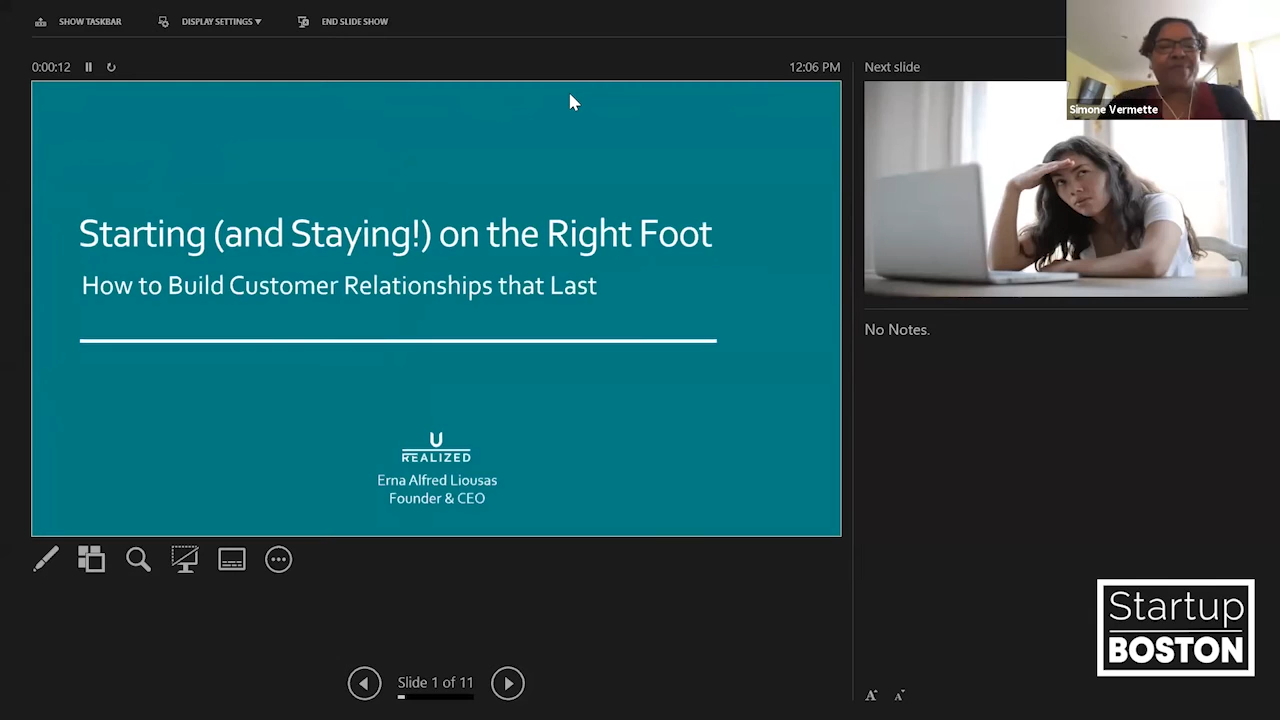 SHOW TASKBAR
DISPLAY SETTINGS ▼
END SLIDE SHOW
0:00:12
12:06 PM
Next slide
Simone Vermette
Starting (and Staying!) on the Right Foot
How to Build Customer Relationships that Last
U
REALIZED
Erna Alfred Liousas
Founder & CEO
No Notes.
Slide 1 of 11
Startup
BOSTON
A A